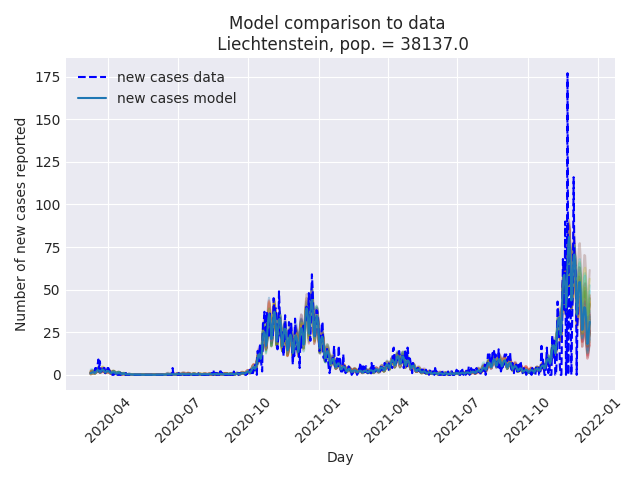 Model comparison to data
Liechtenstein, pop. = 38137.0
new cases data
new cases model
Number of new cases reported
175
150
125
100
75
50
25
0
2020-04
2020-07
2020-10
2021-01
2021-04
2021-07
2021-10
2022-01
Day